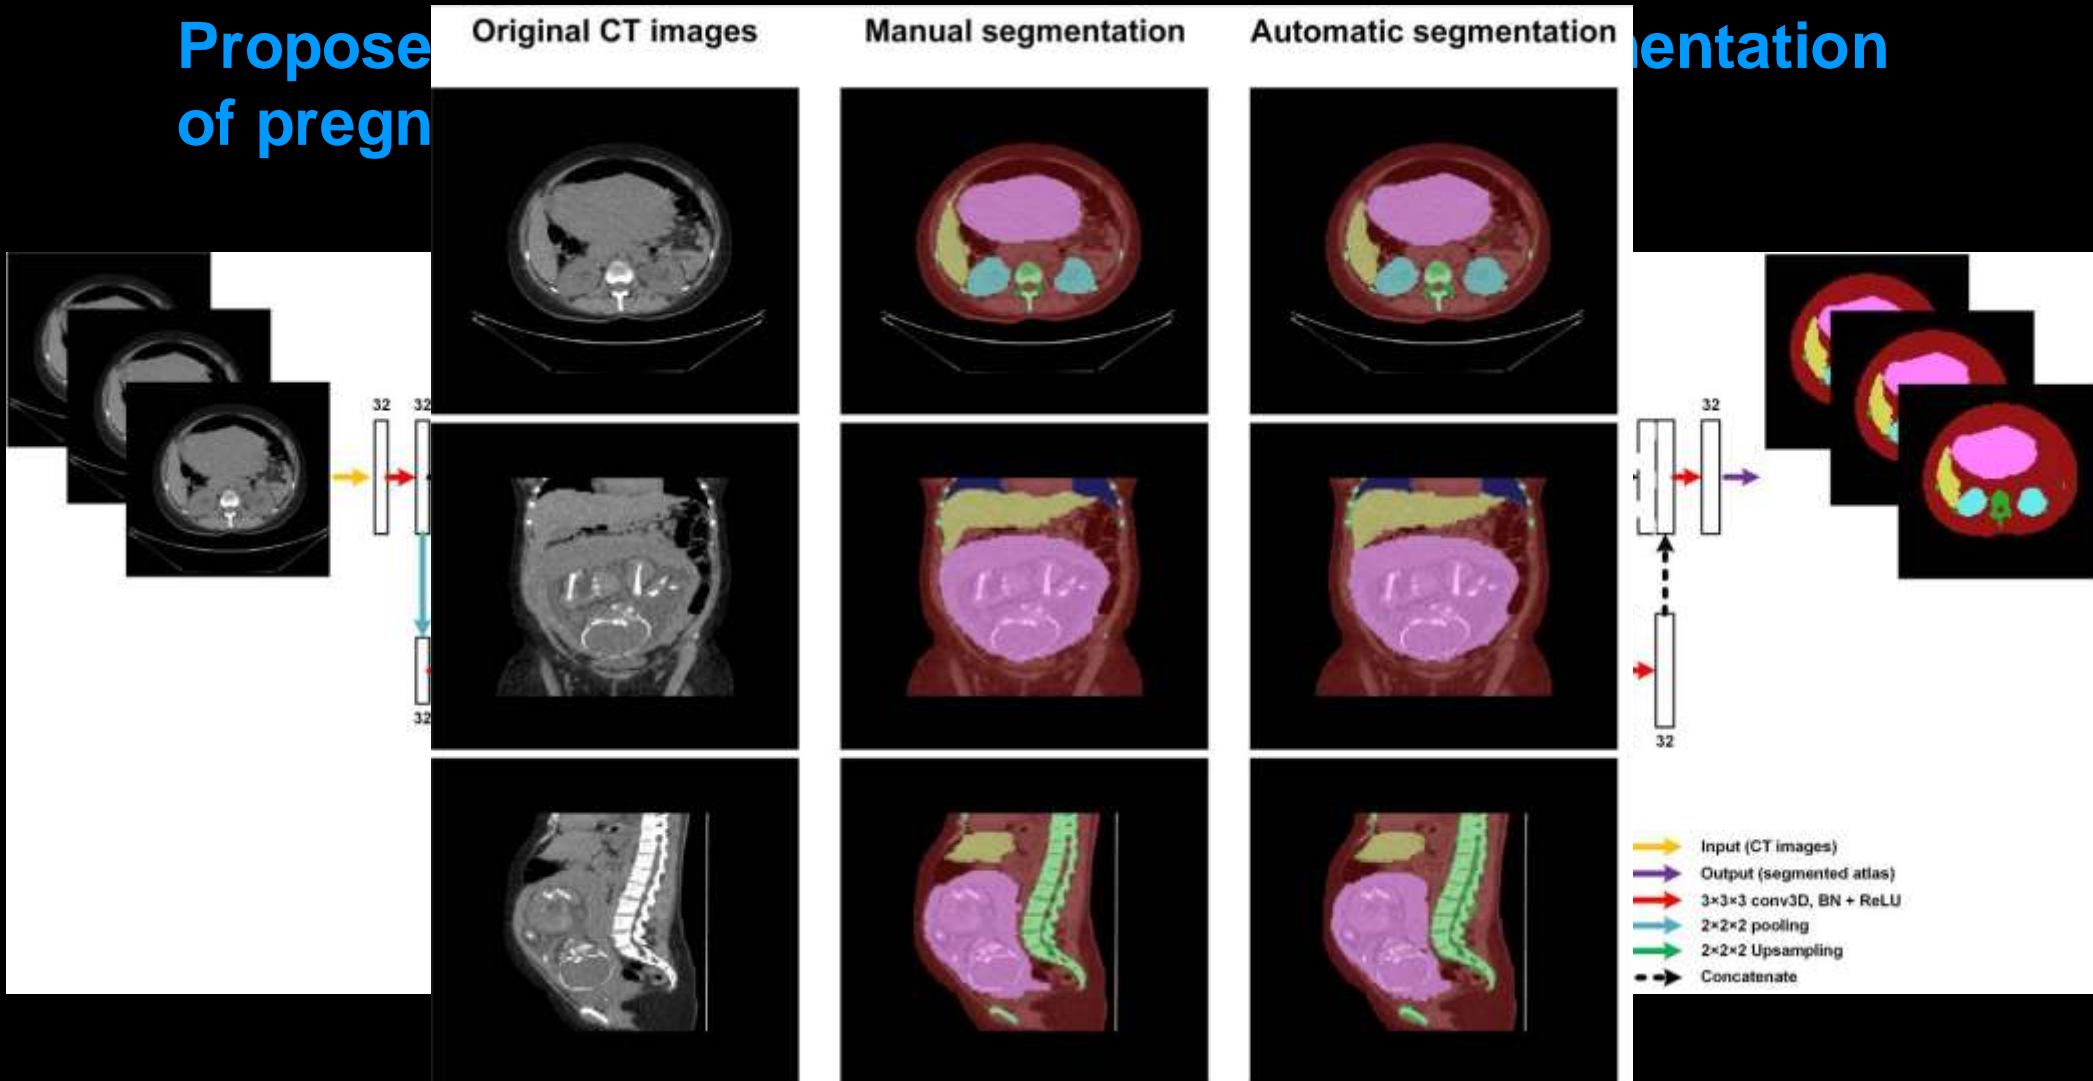 Propose
entation
of pregn
Original CT images
Manual segmentation
Automatic segmentation
32
32
32
32
32
Input (CT images)
Output (segmented atlas)
3×3×3 conv3D, BN + ReLU
2×2×2 pooling
2×2×2 Upsampling
Concatenate